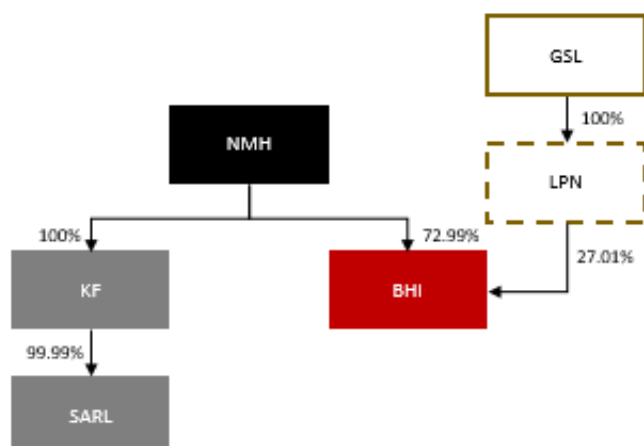 GSL
100%
NMH
LPN
100%
72.99%
27.01%
KF
BHI
99.99%
SARL